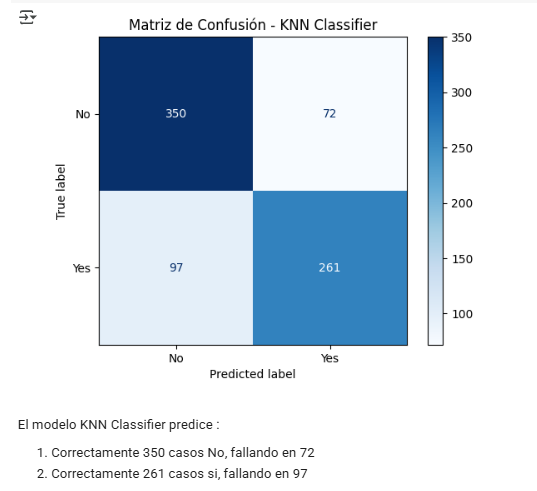 Matriz de Confusión - KNN Classifier
350
No
350
72
300
250
True label
200
Yes
97
261
150
100
No
Yes
Predicted label
El modelo KNN Classifier predice :
1. Correctamente 350 casos No, fallando en 72
2. Correctamente 261 casos si, fallando en 97